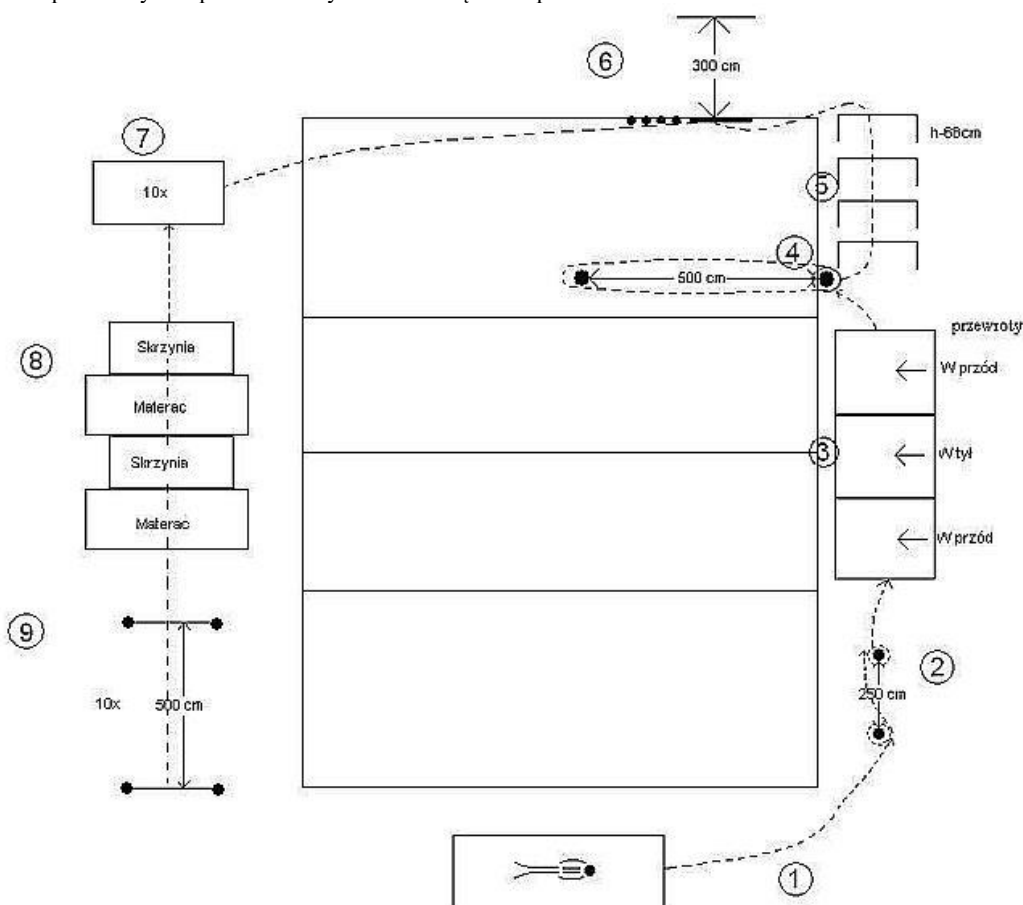 6
300 cm
7
h-68cm
10x
5
4
500 cm
przewroty
Skrzynia
8
W przód
Materac
Skrzynia
3
W tył
Materac
W przód
9
2
10x
500 cm
250 cm
1